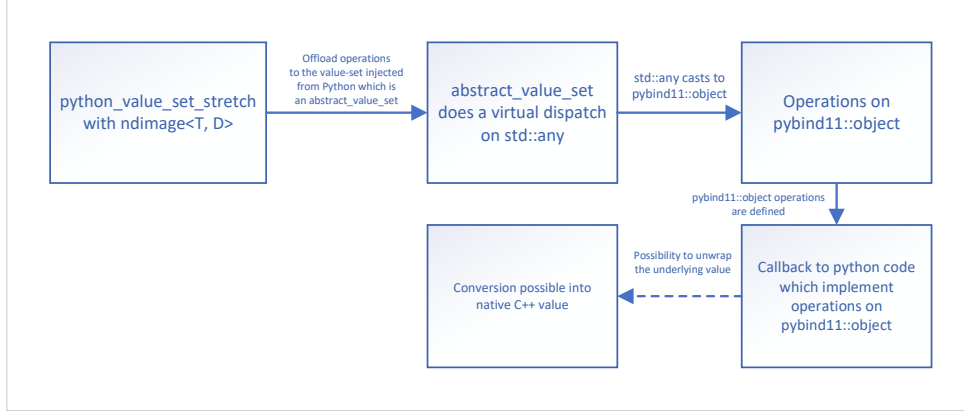 python_value_set_stretch
with ndimage<T, D>
Offload operations
to the value-set injected
from Python which is
an abstract_value_set
abstract_value_set
does a virtual dispatch
on std::any
std::any casts to
pybind11::object
Operations on
pybind11::object
pybind11::object operations
are defined
Callback to python code
which implement
operations on
pybind11::object
Possibility to unwrap
the underlying value
Conversion possible into
native C++ value